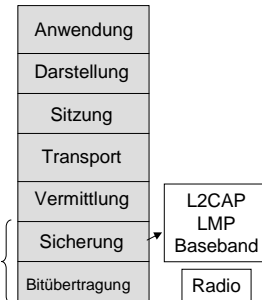 Anwendung
Darstellung
Sitzung
Transport
Vermittlung
Sicherung
Bitübertragung
L2CAP
LMP
Baseband
Radio